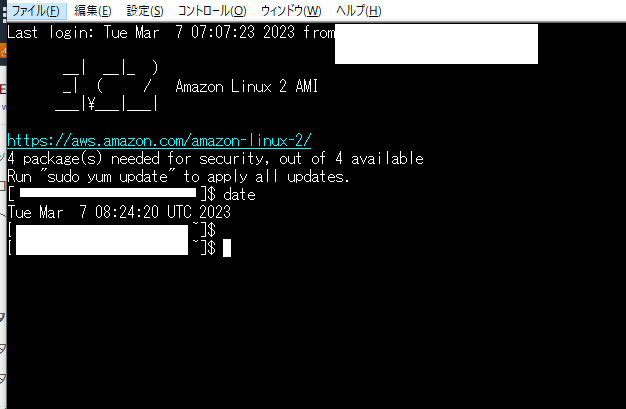 ファイル(F) 編集(E) 設定(S) コントロール(O) ウィンドウ(W) ヘルプ(H)
Last login: Tue Mar  7 07:07:23 2023 from
       __|  __|_  )
       _|  (     /   Amazon Linux 2 AMI
      ___|\___|___|
https://aws.amazon.com/amazon-linux-2/
4 package(s) needed for security, out of 4 available
Run "sudo yum update" to apply all updates.
[ ]$ date
Tue Mar  7 08:24:20 UTC 2023
[ ~]$
[ ~]$